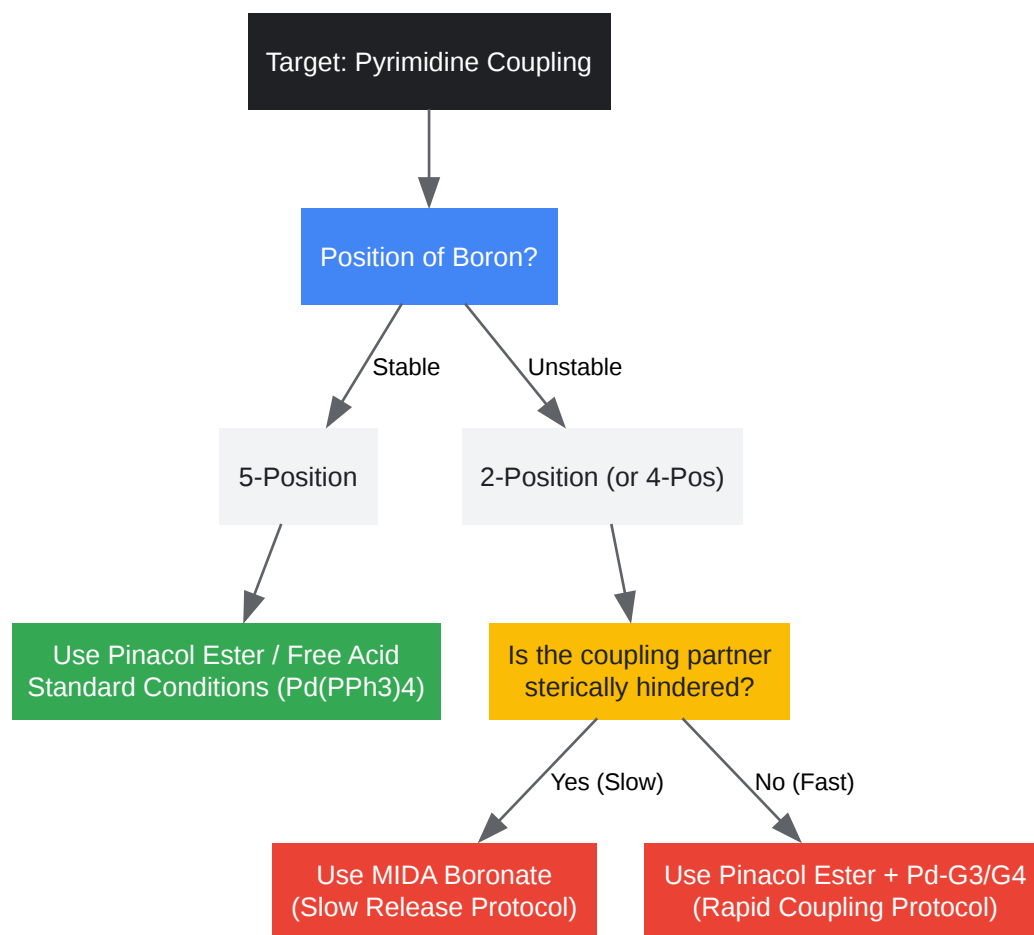 Target: Pyrimidine Coupling
Position of Boron?
Stable
Unstable
5-Position
2-Position (or 4-Pos)
Use Pinacol Ester / Free Acid
Standard Conditions (Pd(PPh3)4)
Is the coupling partner
sterically hindered?
Yes (Slow)
No (Fast)
Use MIDA Boronate
(Slow Release Protocol)
Use Pinacol Ester + Pd-G3/G4
(Rapid Coupling Protocol)